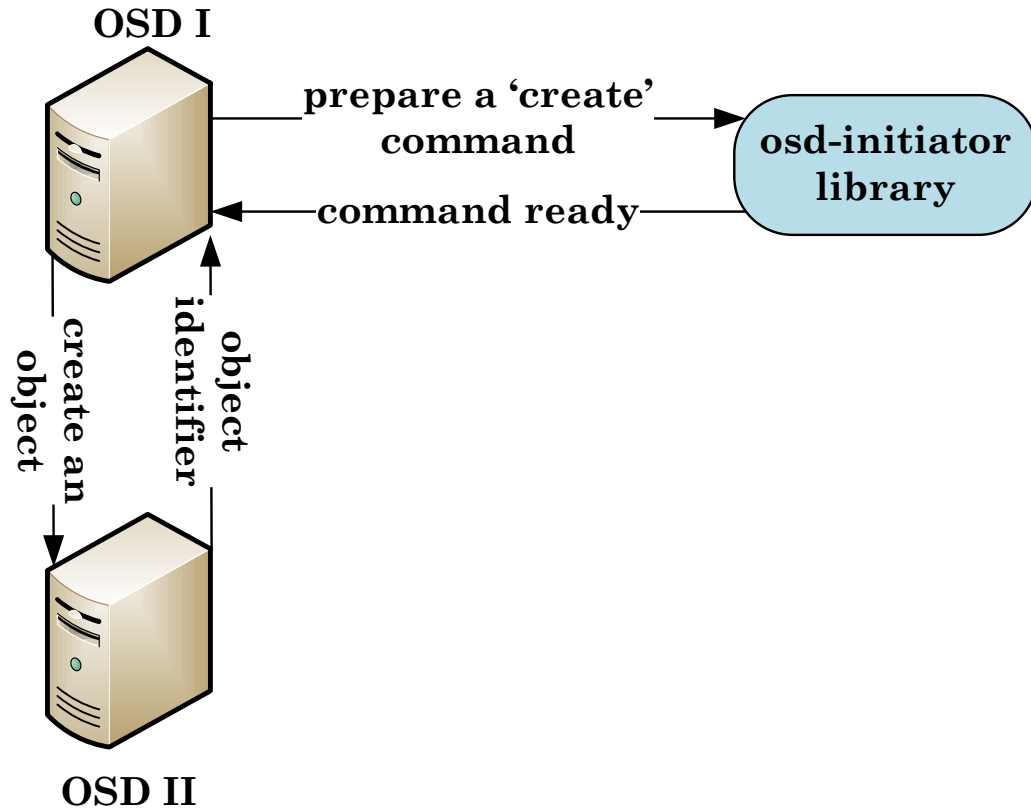 OSD I
prepare a ‘create’
command
osd-initiator
library
command ready
create an
object
object
identifier
OSD II